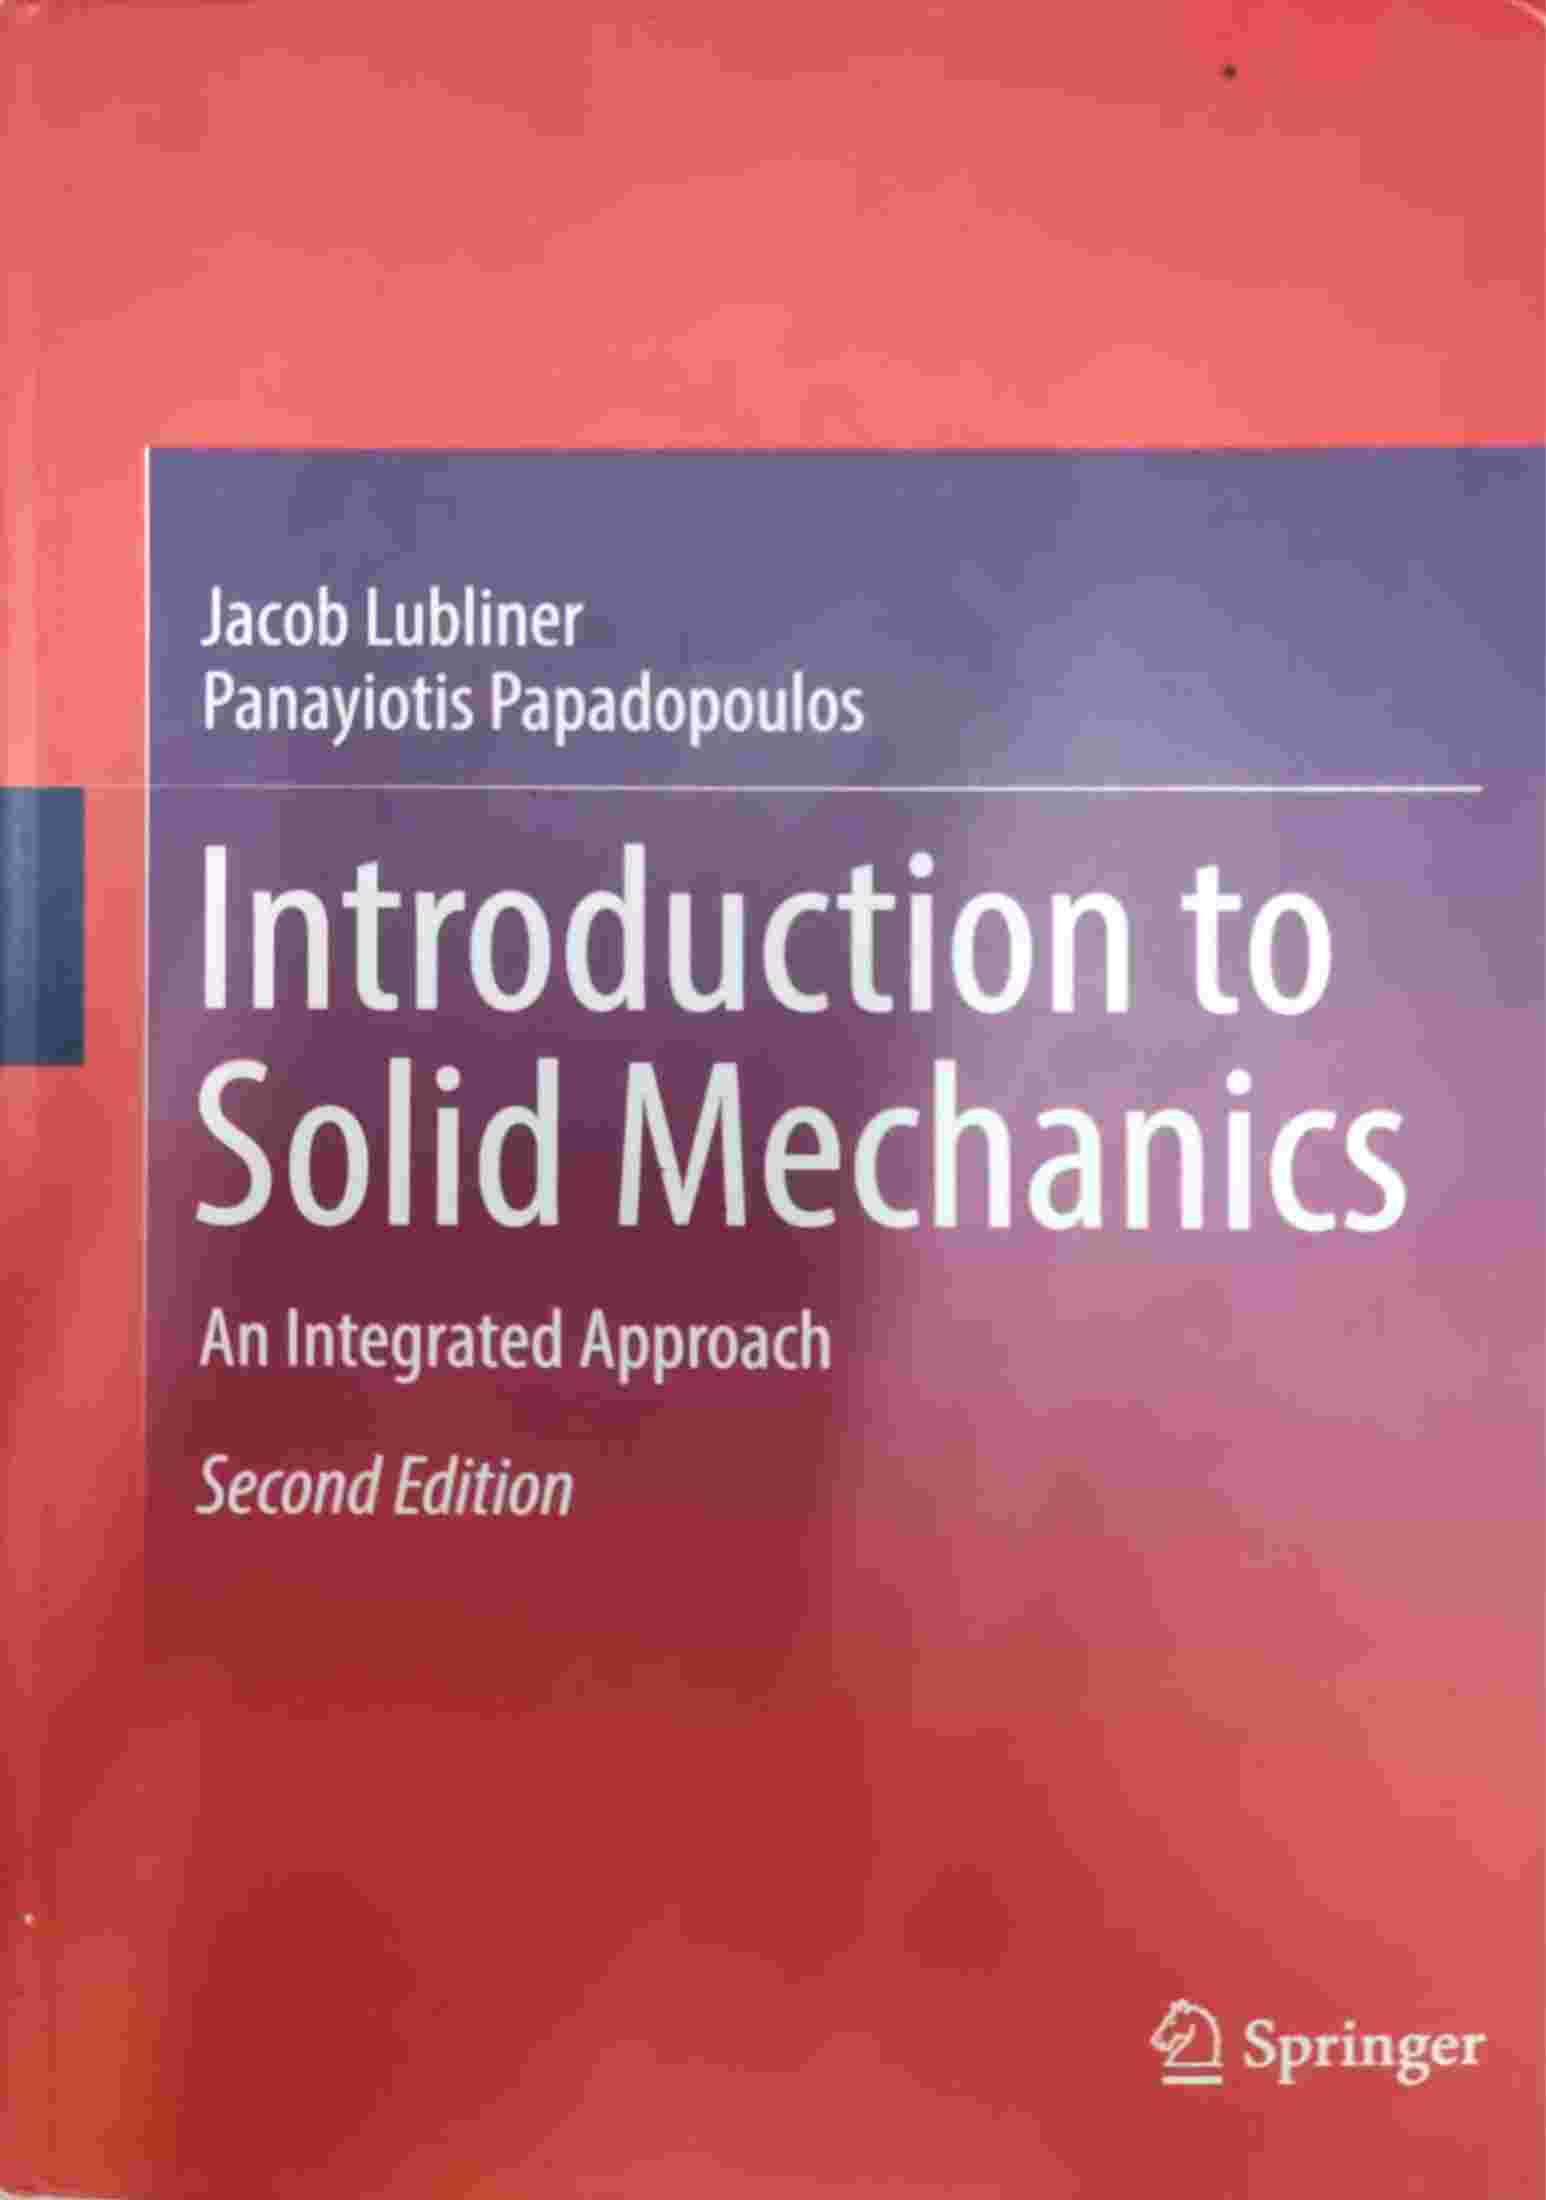 Jacob Lubliner
Panayiotis Papadopoulos
Introduction to
Solid Mechanics
An Integrated Approach
Second Edition
Springer